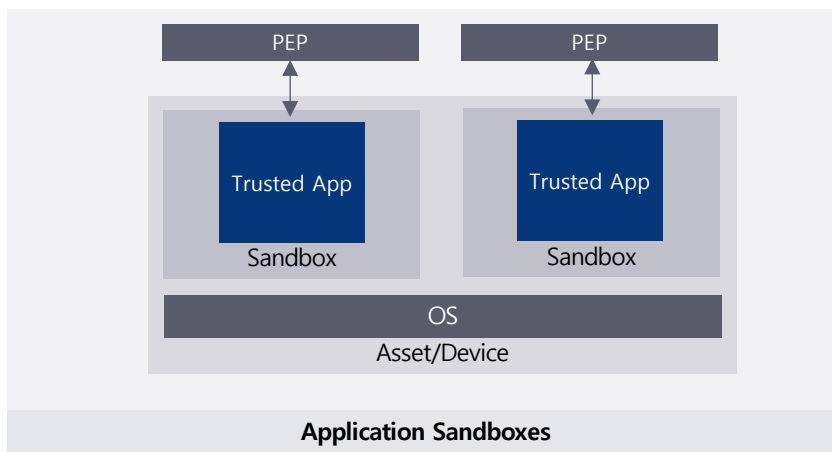 PEP PEP
Trusted App Trusted App
Sandbox Sandbox
OS
Asset/Device
Application Sandboxes